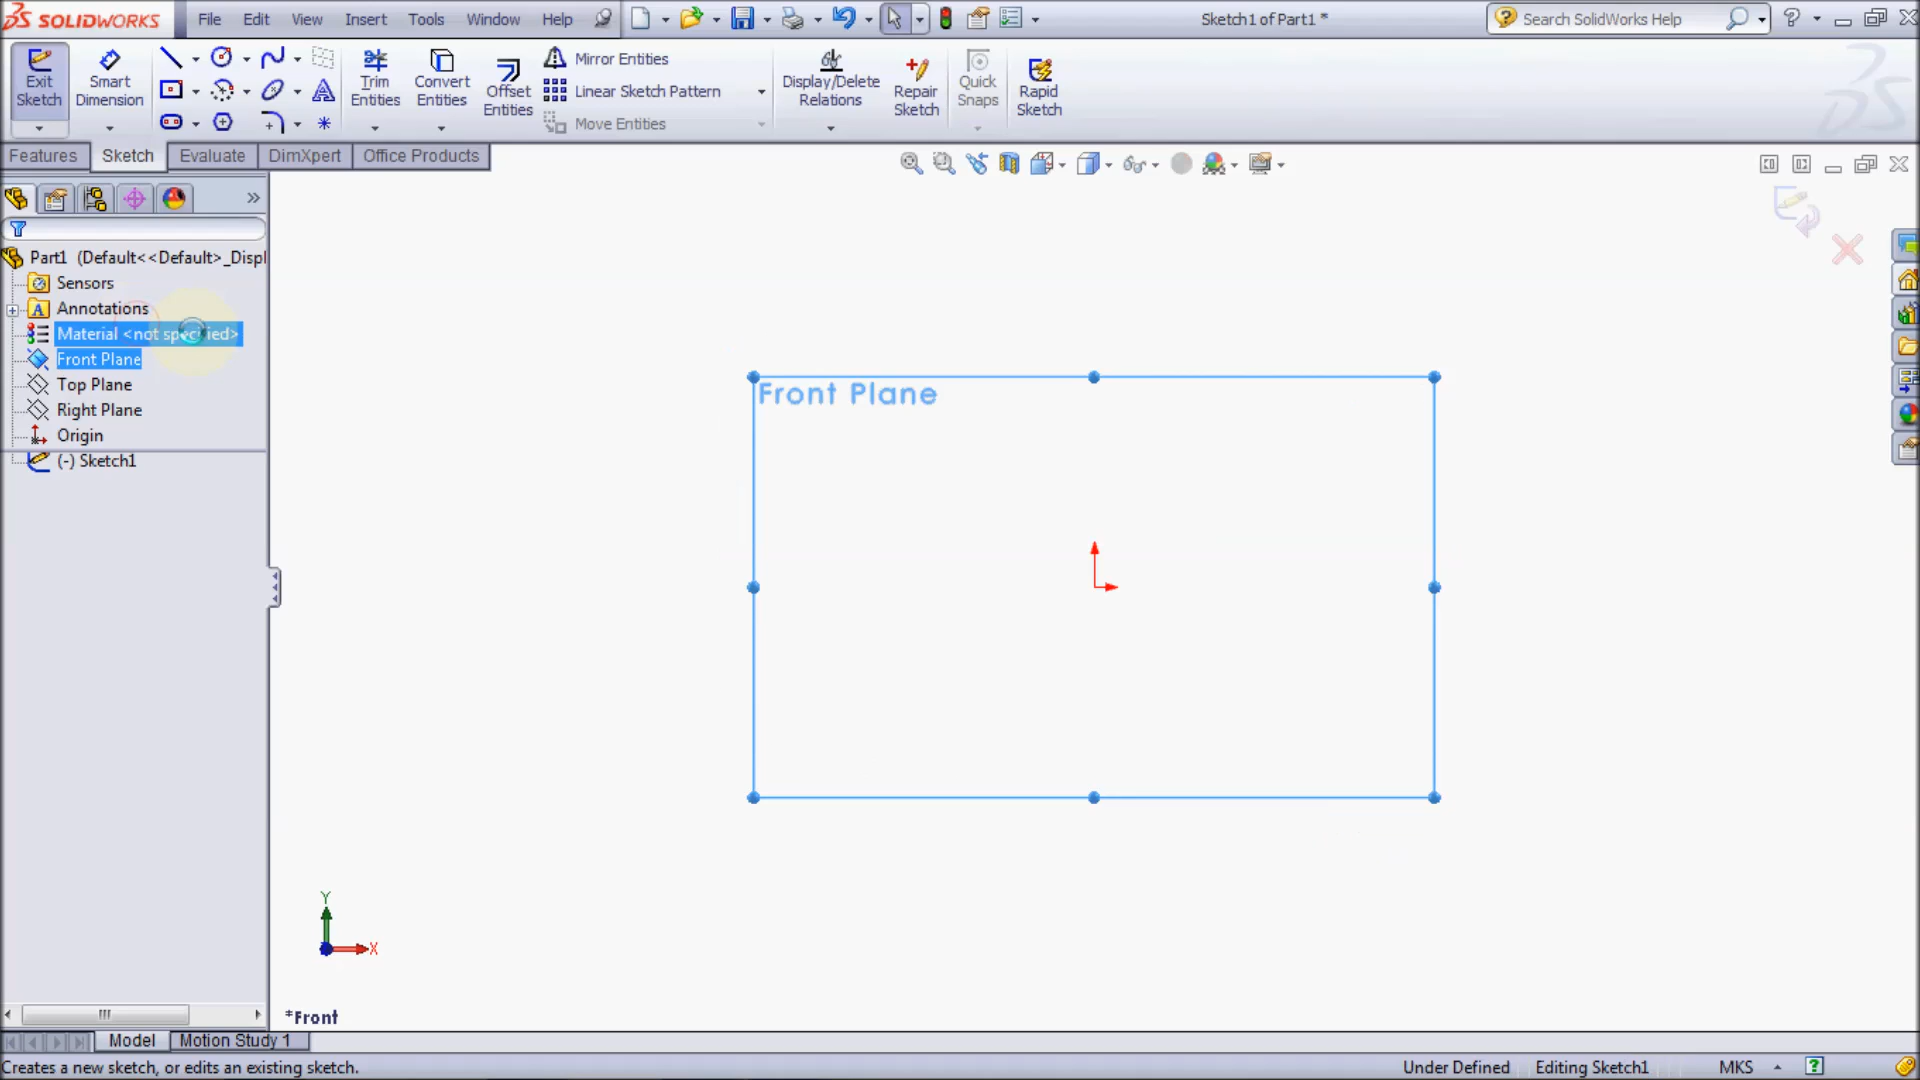 SOLIDWORKS File Edit View Insert Tools Window Help Sketch1 of Part1 * Search SolidWorks Help
Exit Sketch
Smart Dimension
Trim Entities
Convert Entities
Offset Entities
Mirror Entities
Linear Sketch Pattern
Move Entities
Display/Delete Relations
Repair Sketch
Quick Snaps
Rapid Sketch
Features Sketch Evaluate DimXpert Office Products
Part1 (Default<<Default>_Displ
Sensors
Annotations
Material <not specified>
Front Plane
Top Plane
Right Plane
Origin
(-) Sketch1
Front Plane
Y
X
*Front
Model Motion Study 1
Creates a new sketch, or edits an existing sketch. Under Defined Editing Sketch1 MKS